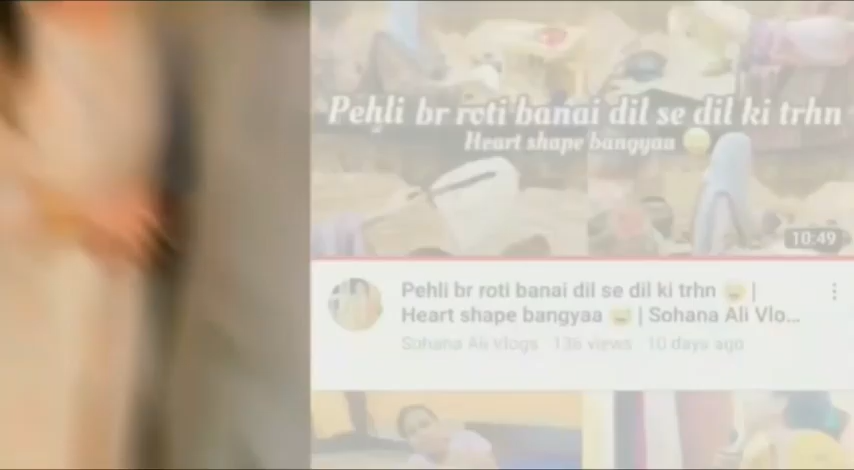 Pehli br roti banai dil se dil ki trhn
Heart shape bangyaa
10:49
Pehli br roti banai dil se dil ki trhn 😅 |
Heart shape bangyaa 😅 | Sohana Ali Vlo...
Sohana Ali Vlogs 136 views 10 days ago